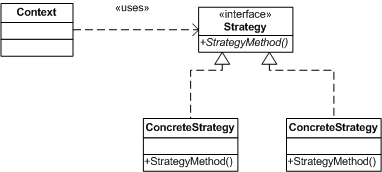 Context
«uses»
«interface»
Strategy
+StrategyMethod()
ConcreteStrategy
+StrategyMethod()
ConcreteStrategy
+StrategyMethod()